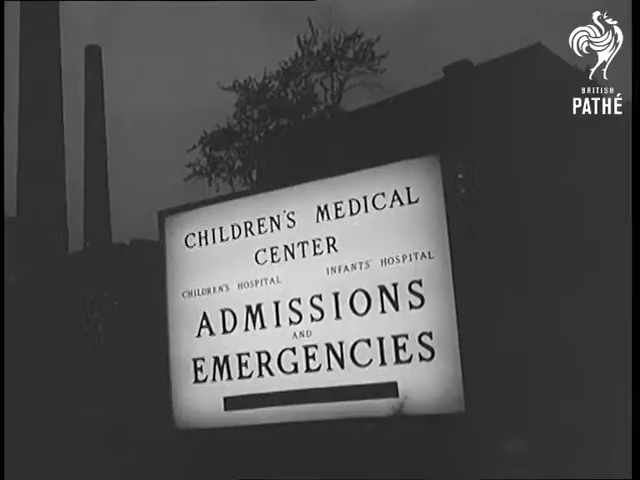 BRITISH
PATHÉ
CHILDREN'S MEDICAL
CENTER
CHILDREN'S HOSPITAL INFANTS' HOSPITAL
ADMISSIONS
AND
EMERGENCIES